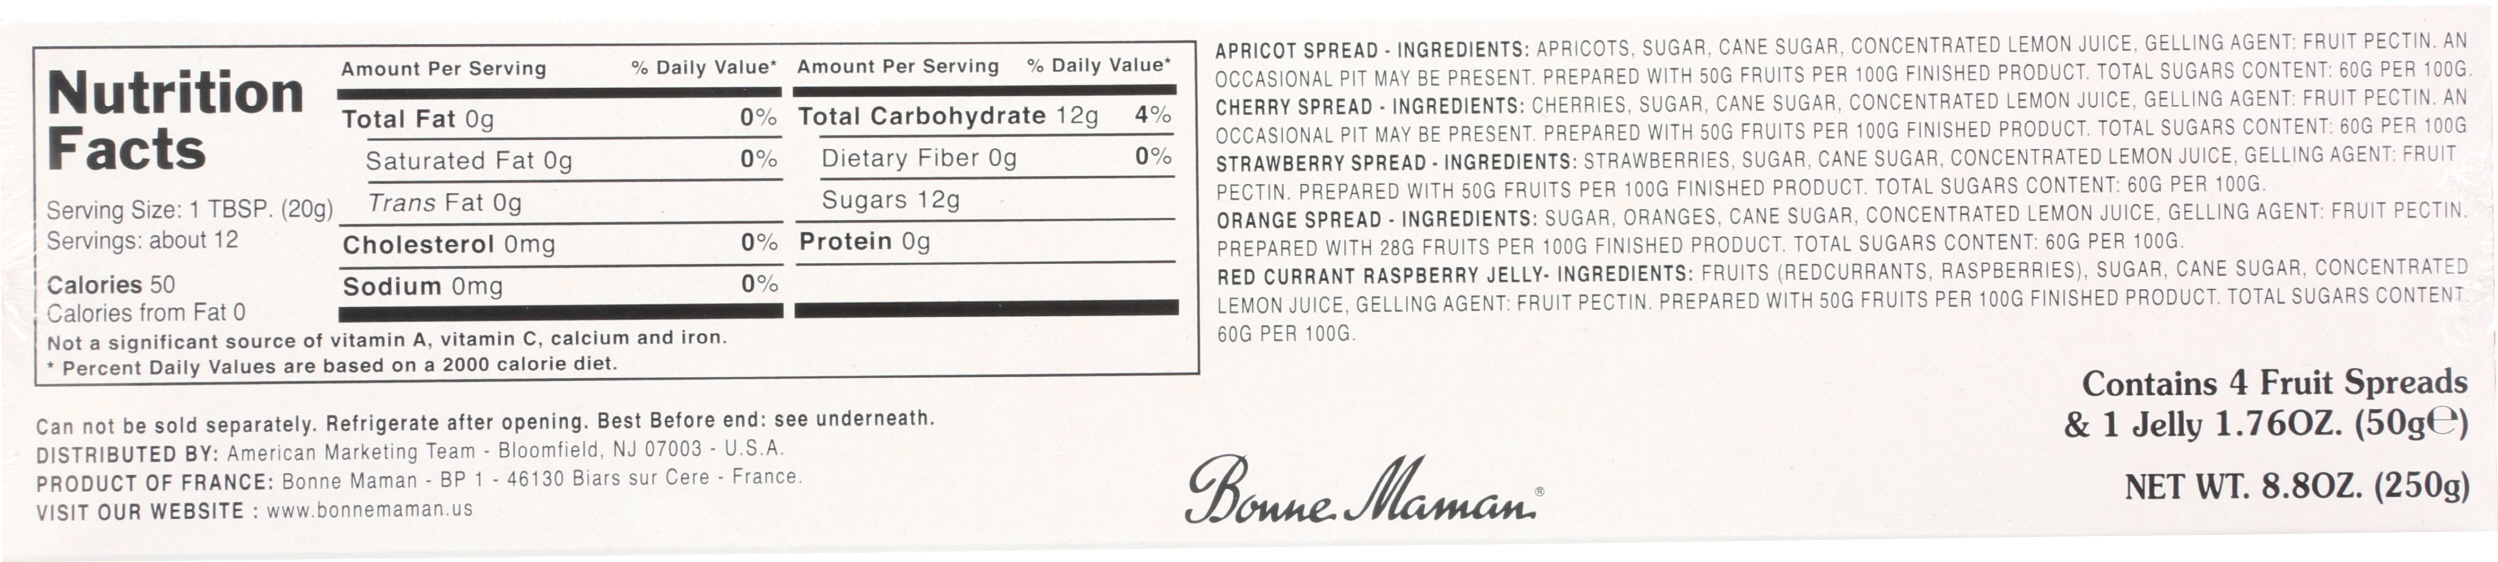 Nutrition
Facts
Serving Size: 1 TBSP. (20g)
Servings: about 12
Calories 50
Calories from Fat 0
Amount Per Serving % Daily Value*
Total Fat 0g 0%
Saturated Fat 0g 0%
Trans Fat 0g
Cholesterol 0mg 0%
Sodium 0mg 0%
Amount Per Serving % Daily Value*
Total Carbohydrate 12g 4%
Dietary Fiber 0g 0%
Sugars 12g
Protein 0g
Not a significant source of vitamin A, vitamin C, calcium and iron.
* Percent Daily Values are based on a 2000 calorie diet.
Can not be sold separately. Refrigerate after opening. Best Before end: see underneath.
DISTRIBUTED BY: American Marketing Team - Bloomfield, NJ 07003 - U.S.A.
PRODUCT OF FRANCE: Bonne Maman - BP 1 - 46130 Biars sur Cere - France.
VISIT OUR WEBSITE : www.bonnemaman.us
APRICOT SPREAD - INGREDIENTS: APRICOTS, SUGAR, CANE SUGAR, CONCENTRATED LEMON JUICE, GELLING AGENT: FRUIT PECTIN. AN
OCCASIONAL PIT MAY BE PRESENT. PREPARED WITH 50G FRUITS PER 100G FINISHED PRODUCT. TOTAL SUGARS CONTENT: 60G PER 100G.
CHERRY SPREAD - INGREDIENTS: CHERRIES, SUGAR, CANE SUGAR, CONCENTRATED LEMON JUICE, GELLING AGENT: FRUIT PECTIN. AN
OCCASIONAL PIT MAY BE PRESENT. PREPARED WITH 50G FRUITS PER 100G FINISHED PRODUCT. TOTAL SUGARS CONTENT: 60G PER 100G
STRAWBERRY SPREAD - INGREDIENTS: STRAWBERRIES, SUGAR, CANE SUGAR, CONCENTRATED LEMON JUICE, GELLING AGENT: FRUIT
PECTIN. PREPARED WITH 50G FRUITS PER 100G FINISHED PRODUCT. TOTAL SUGARS CONTENT: 60G PER 100G.
ORANGE SPREAD - INGREDIENTS: SUGAR, ORANGES, CANE SUGAR, CONCENTRATED LEMON JUICE, GELLING AGENT: FRUIT PECTIN.
PREPARED WITH 28G FRUITS PER 100G FINISHED PRODUCT. TOTAL SUGARS CONTENT: 60G PER 100G.
RED CURRANT RASPBERRY JELLY- INGREDIENTS: FRUITS (REDCURRANTS, RASPBERRIES), SUGAR, CANE SUGAR, CONCENTRATED
LEMON JUICE, GELLING AGENT: FRUIT PECTIN. PREPARED WITH 50G FRUITS PER 100G FINISHED PRODUCT. TOTAL SUGARS CONTENT
60G PER 100G.
Bonne Maman®
Contains 4 Fruit Spreads
& 1 Jelly 1.76OZ. (50g℮)
NET WT. 8.8OZ. (250g)